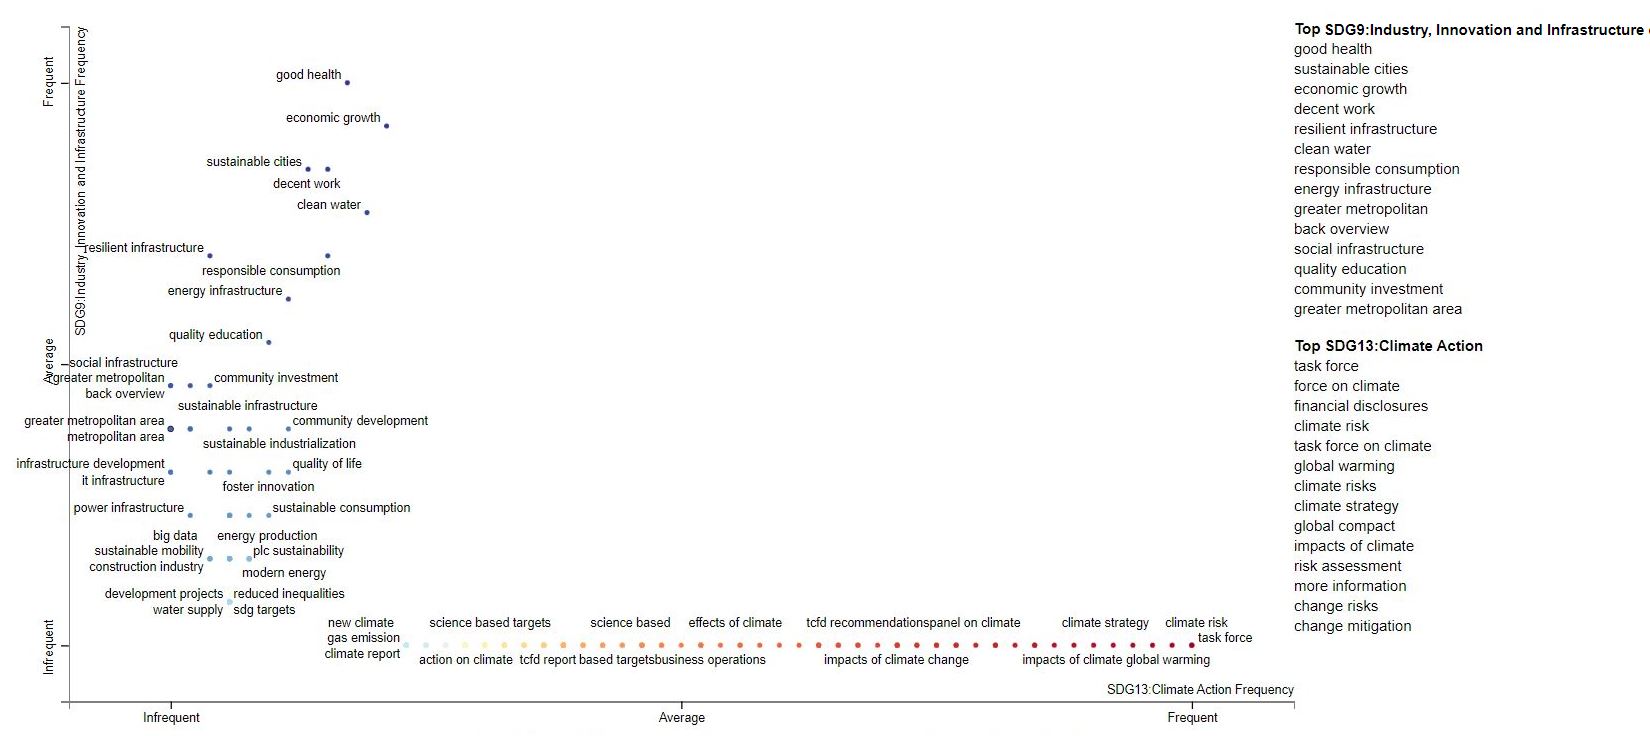 Frequent
SDG9:Industry, Innovation and Infrastructure Frequency
good health
economic growth
sustainable cities
decent work
clean water
resilient infrastructure
responsible consumption
energy infrastructure
quality education
Average
social infrastructure
greater metropolitan
community investment
back overview
sustainable infrastructure
greater metropolitan area
community development
metropolitan area
sustainable industrialization
infrastructure development
quality of life
it infrastructure
foster innovation
power infrastructure
sustainable consumption
big data
energy production
sustainable mobility
plc sustainability
construction industry
modern energy
development projects
reduced inequalities
water supply
sdg targets
Infrequent
new climate
science based targets
science based
effects of climate
tcfd recommendations
panel on climate
climate strategy
climate risk
gas emission
task force
climate report
action on climate
tcfd report
based targets
business operations
impacts of climate change
impacts of climate
global warming
SDG13:Climate Action Frequency
Infrequent
Average
Frequent
Top SDG9:Industry, Innovation and Infrastructure
good health
sustainable cities
economic growth
decent work
resilient infrastructure
clean water
responsible consumption
energy infrastructure
greater metropolitan
back overview
social infrastructure
quality education
community investment
greater metropolitan area
Top SDG13:Climate Action
task force
force on climate
financial disclosures
climate risk
task force on climate
global warming
climate risks
climate strategy
global compact
impacts of climate
risk assessment
more information
change risks
change mitigation